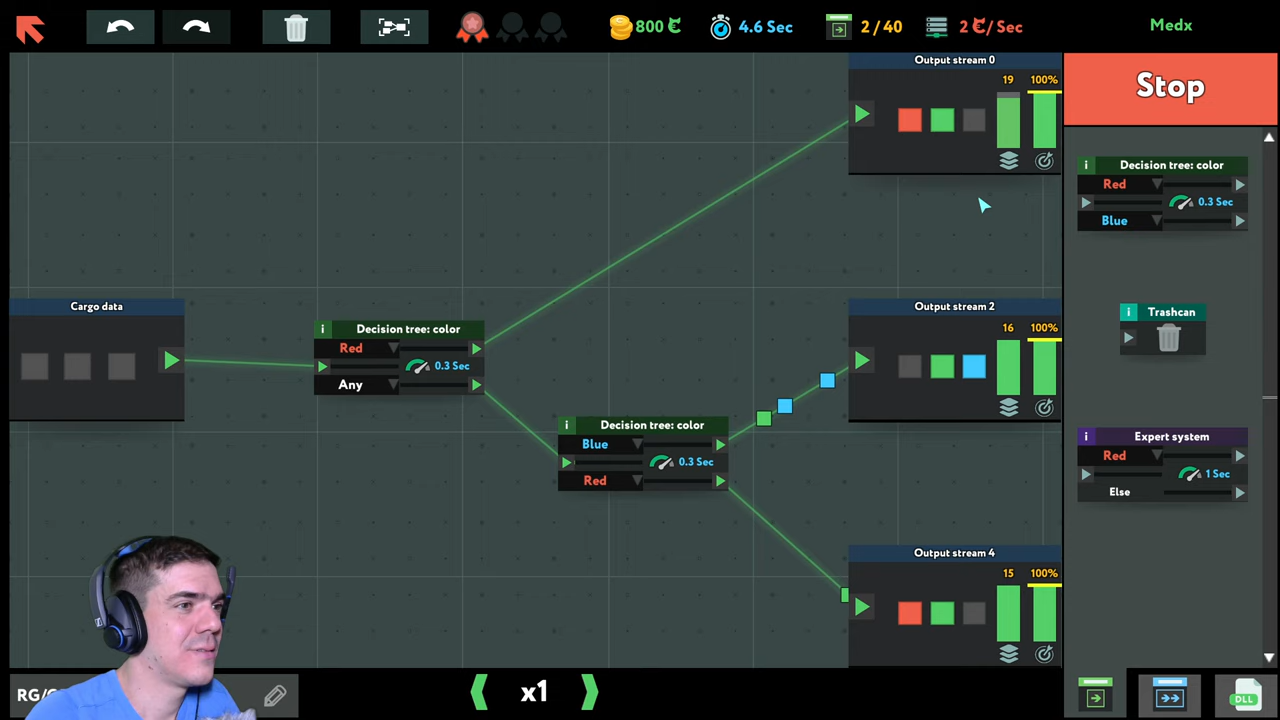 800 €
4.6 Sec
2 / 40
2 €/Sec
Medx
Stop
Output stream 0
19
100%
Decision tree: color
Red
0.3 Sec
Blue
Trashcan
Expert system
Red
1 Sec
Else
Cargo data
Decision tree: color
Red
0.3 Sec
Any
Output stream 2
16
100%
Decision tree: color
Blue
0.3 Sec
Red
Output stream 4
15
100%
x1
DLL